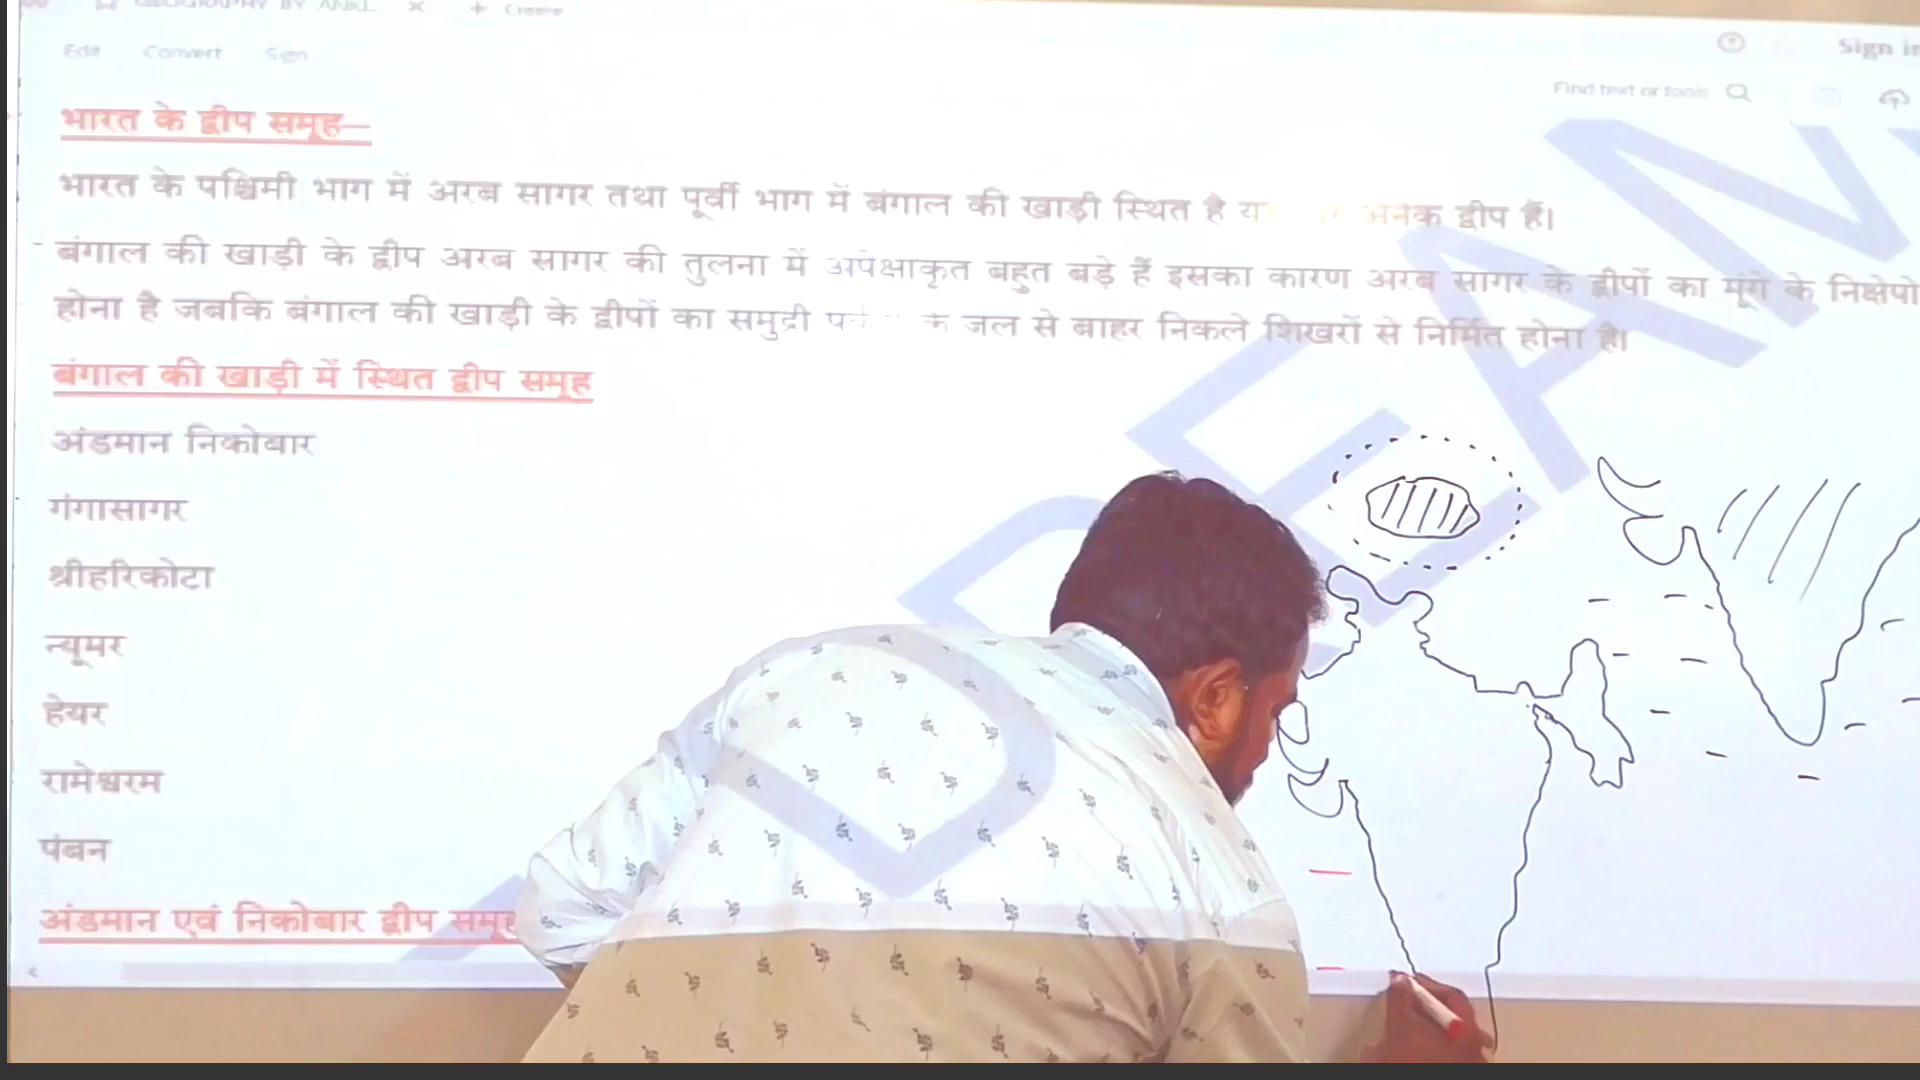 Create
Edit Convert Sign
Sign in
Find text or tools
भारत के द्वीप समूह—
भारत के पश्चिमी भाग में अरब सागर तथा पूर्वी भाग में बंगाल की खाड़ी स्थित है अनेक द्वीप हैं।
बंगाल की खाड़ी के द्वीप अरब सागर की तुलना में अपेक्षाकृत बहुत बड़े हैं इसका कारण अरब सागर के द्वीपों का मूंगे के निक्षेपो
होना है जबकि बंगाल की खाड़ी के द्वीपों का समुद्री जल से बाहर निकले शिखरों से निर्मित होना है।
बंगाल की खाड़ी में स्थित द्वीप समूह
अंडमान निकोबार
गंगासागर
श्रीहरिकोटा
न्यूमर
हेयर
रामेश्वरम
पंबन
अंडमान एवं निकोबार द्वीप समूह